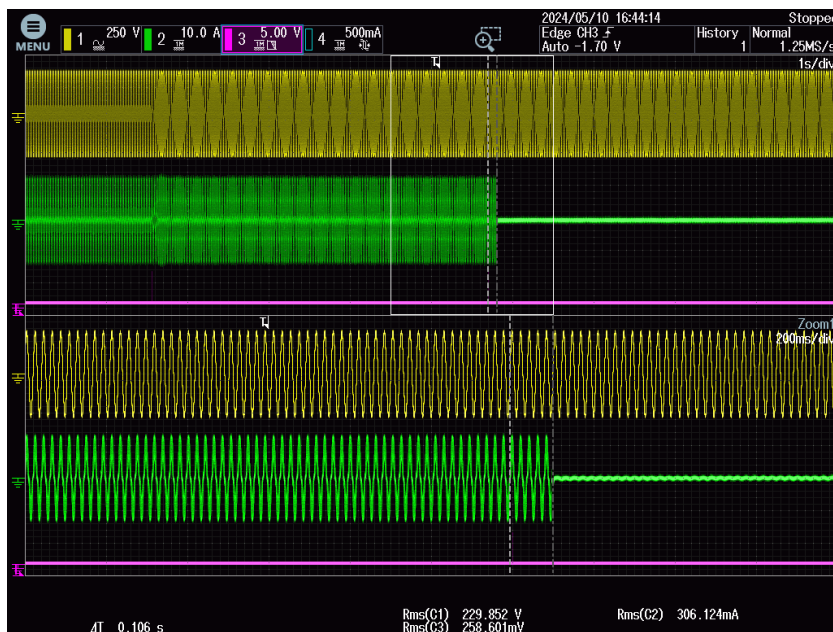 2024/05/10 16:44:14 Stopped
MENU
1 250 V 2 10.0 A 3 5.00 V 4 500mA
Edge CH3 History Normal
Auto -1.70 V 1 1.25MS/s
1s/div
T
Zoom1
200ms/div
T
Rms(C1) 229.852 V Rms(C2) 306.124mA
ΔT 0.106 s Rms(C3) 258.601mV